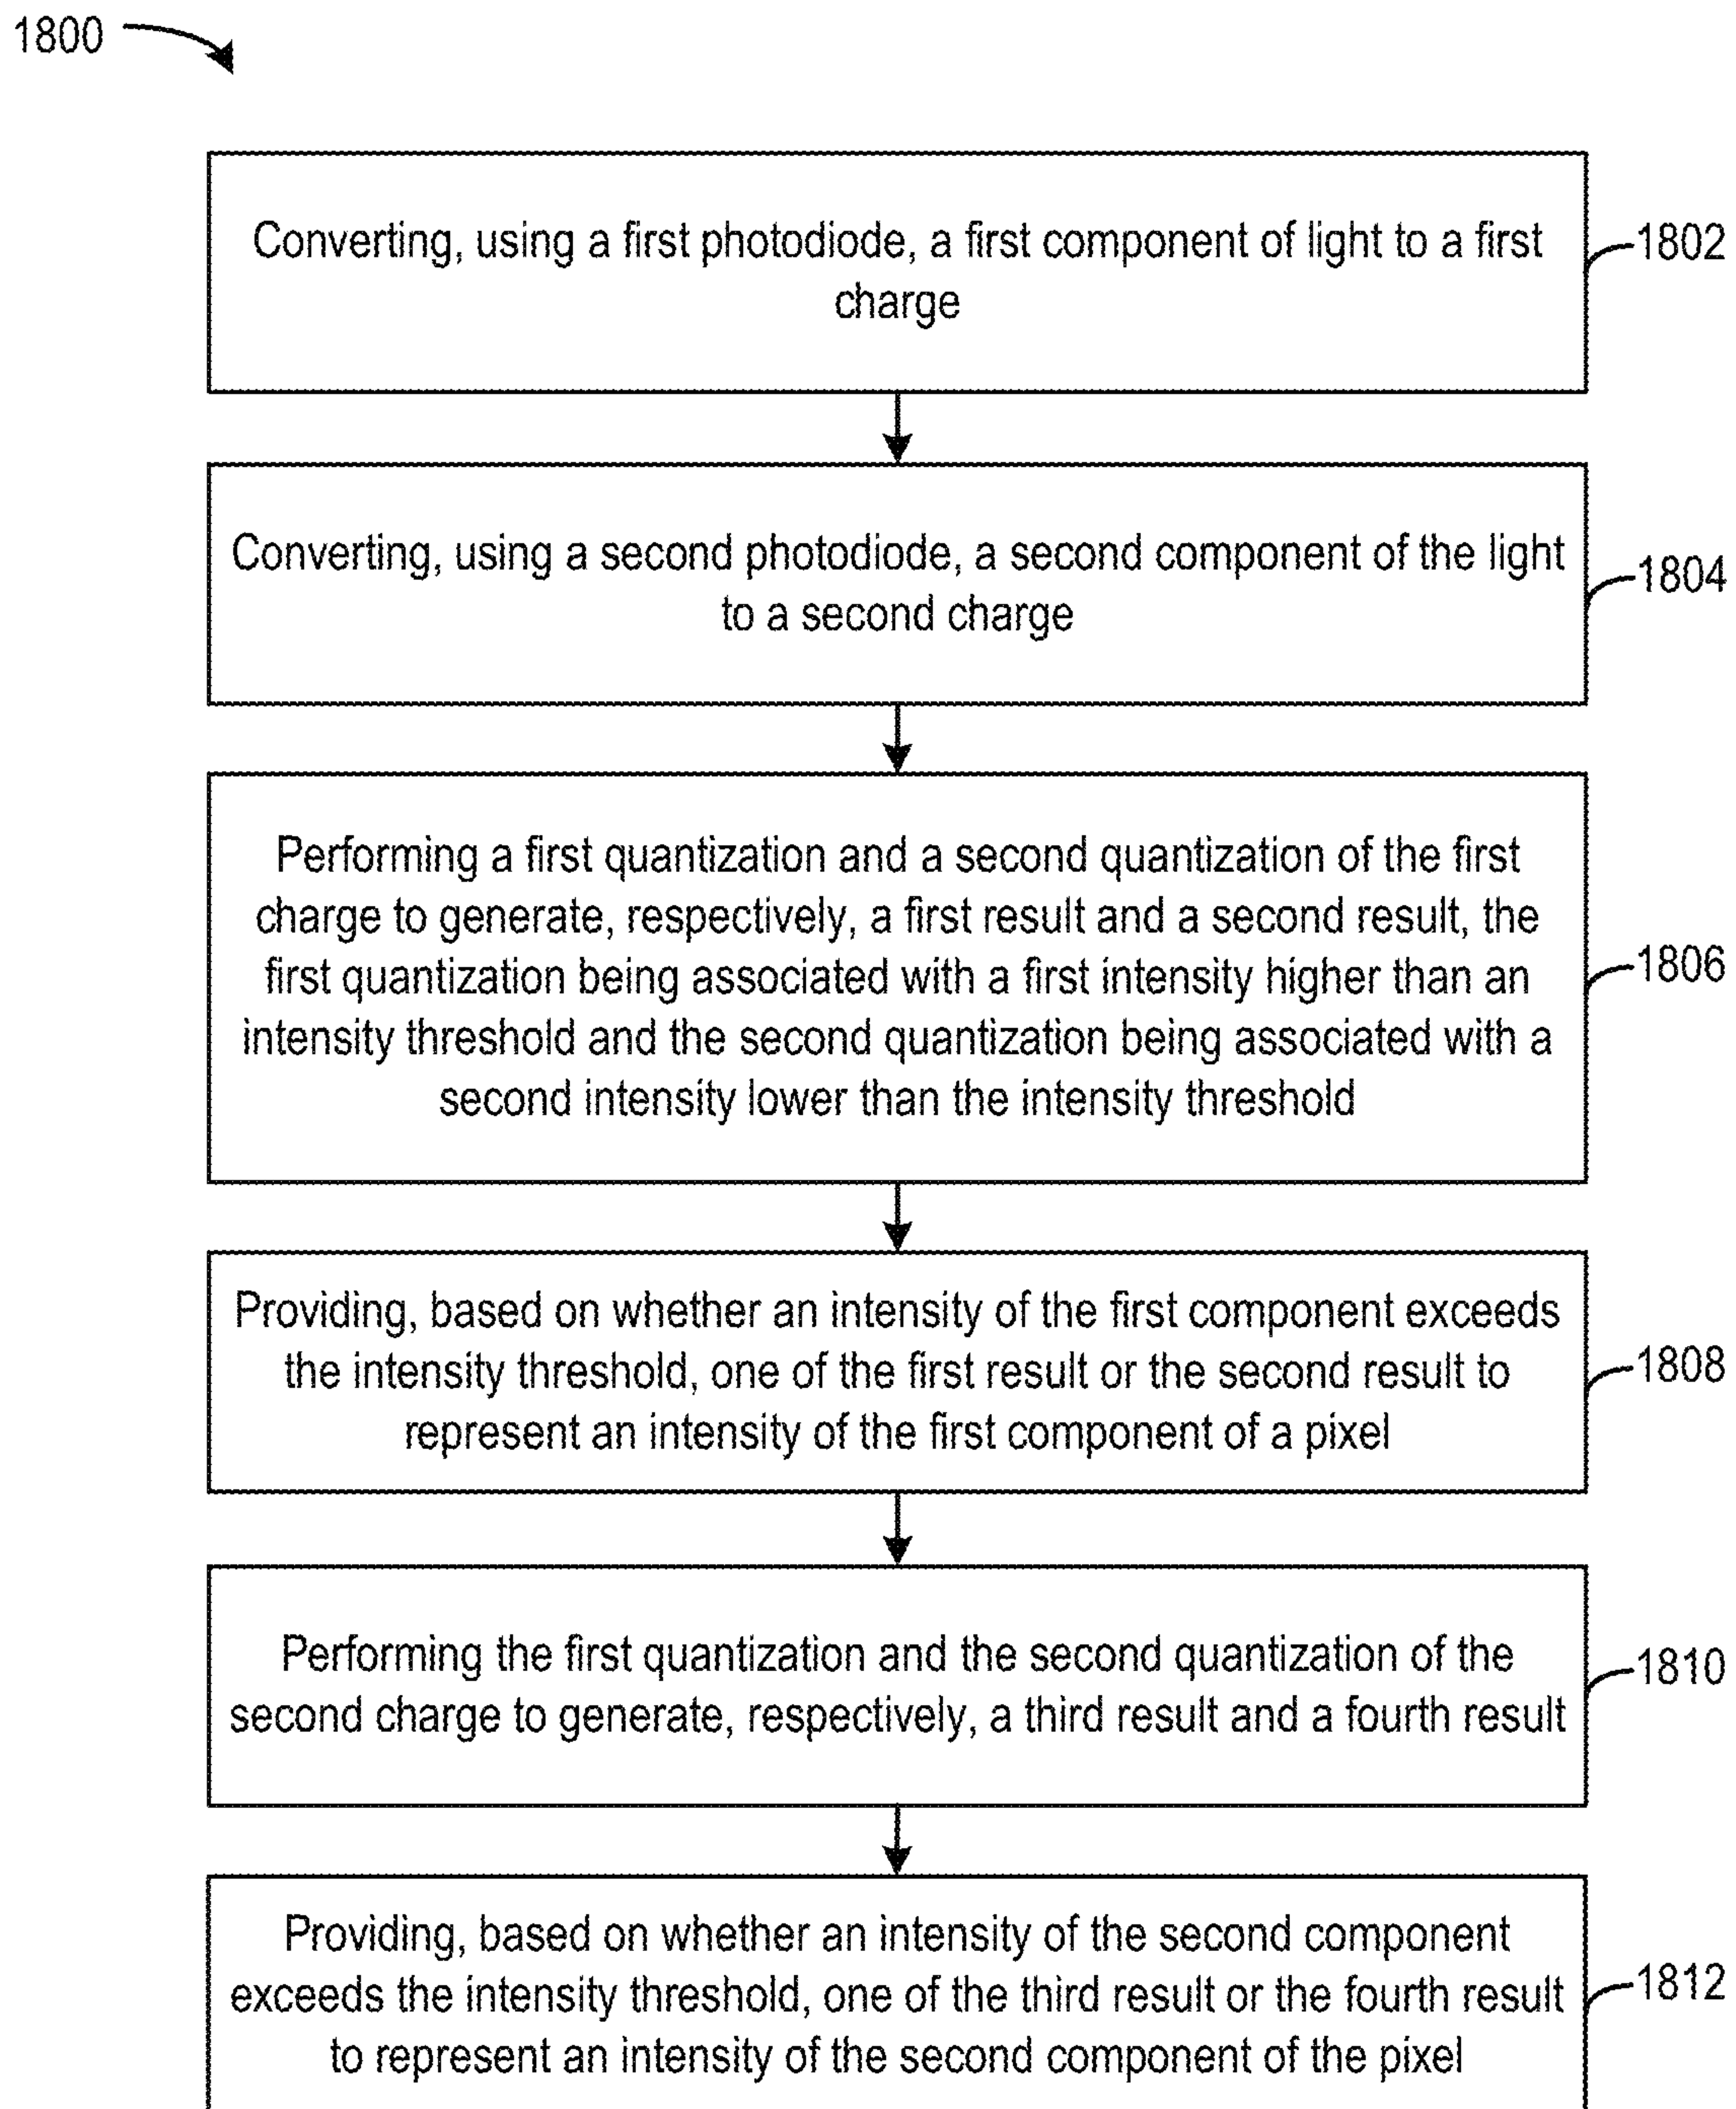 1800
Converting, using a first photodiode, a first component of light to a first
charge
1802
Converting, using a second photodiode, a second component of the light
to a second charge
1804
Performing a first quantization and a second quantization of the first
charge to generate, respectively, a first result and a second result, the
first quantization being associated with a first intensity higher than an
intensity threshold and the second quantization being associated with a
second intensity lower than the intensity threshold
1806
Providing, based on whether an intensity of the first component exceeds
the intensity threshold, one of the first result or the second result to
represent an intensity of the first component of a pixel
1808
Performing the first quantization and the second quantization of the
second charge to generate, respectively, a third result and a fourth result
1810
Providing, based on whether an intensity of the second component
exceeds the intensity threshold, one of the third result or the fourth result
to represent an intensity of the second component of the pixel
1812